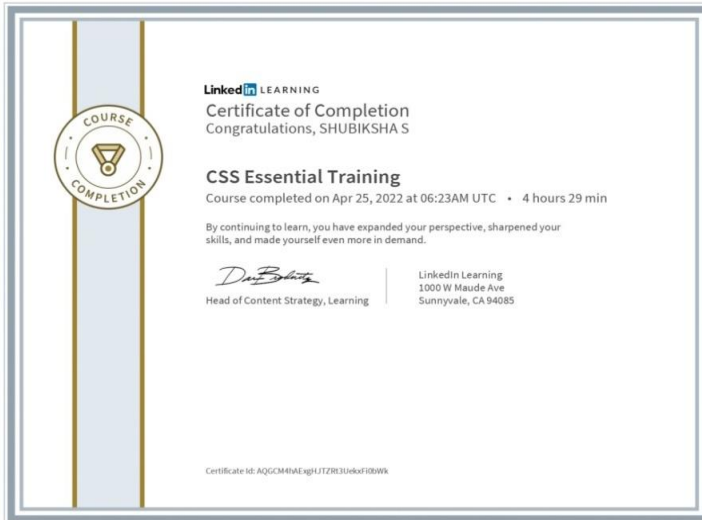 Linked in LEARNING
Certificate of Completion
Congratulations, SHUBIKSHA S
COURSE
COMPLETION
CSS Essential Training
Course completed on Apr 25, 2022 at 06:23AM UTC • 4 hours 29 min
By continuing to learn, you have expanded your perspective, sharpened your
skills, and made yourself even more in demand.
Head of Content Strategy, Learning
LinkedIn Learning
1000 W Maude Ave
Sunnyvale, CA 94085
Certificate Id: